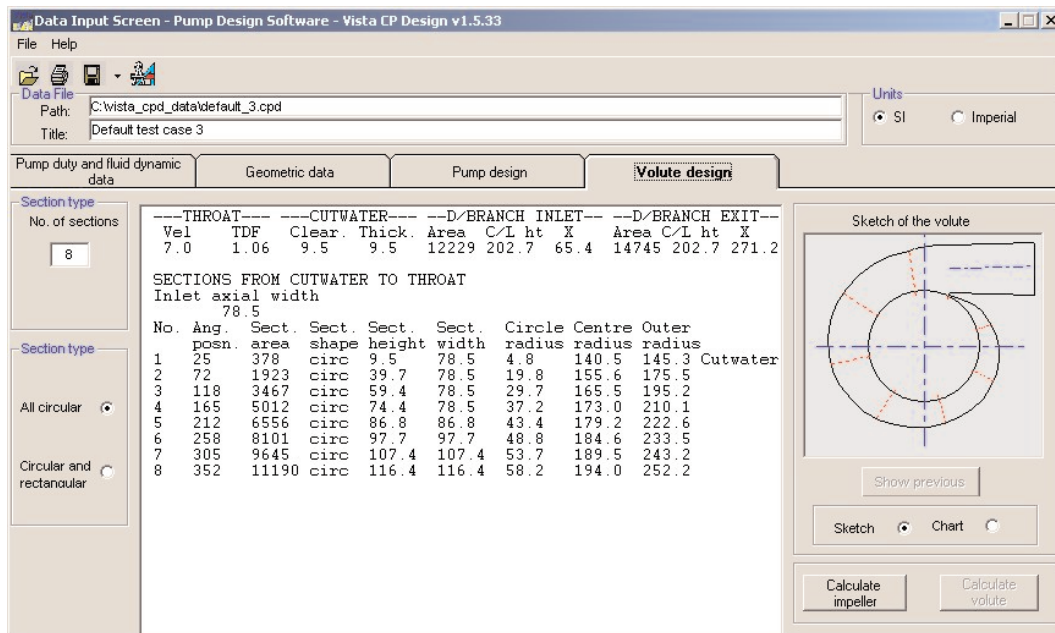 Data Input Screen - Pump Design Software - Vista CP Design v1.5.33
File Help
Data File
Path: C:\vista_cpd_data\default_3.cpd
Title: Default test case 3
Units
SI Imperial
Pump duty and fluid dynamic data
Geometric data
Pump design
Volute design
Section type
No. of sections
8
Section type
All circular
Circular and rectangular
---THROAT--- ---CUTWATER--- --D/BRANCH INLET-- --D/BRANCH EXIT--
Vel TDF Clear. Thick. Area C/L ht X Area C/L ht X
7.0 1.06 9.5 9.5 12229 202.7 65.4 14745 202.7 271.2
SECTIONS FROM CUTWATER TO THROAT
Inlet axial width
78.5
No. Ang. Sect. Sect. Sect. Sect. Circle Centre Outer
posn. area shape height width radius radius radius
1 25 378 circ 9.5 78.5 4.8 140.5 145.3 Cutwater
2 72 1923 circ 39.7 78.5 19.8 155.6 175.5
3 118 3467 circ 59.4 78.5 29.7 165.5 195.2
4 165 5012 circ 74.4 78.5 37.2 173.0 210.1
5 212 6556 circ 86.8 86.8 43.4 179.2 222.6
6 258 8101 circ 97.7 97.7 48.8 184.6 233.5
7 305 9645 circ 107.4 107.4 53.7 189.5 243.2
8 352 11190 circ 116.4 116.4 58.2 194.0 252.2
Sketch of the volute
Show previous
Sketch Chart
Calculate impeller
Calculate volute